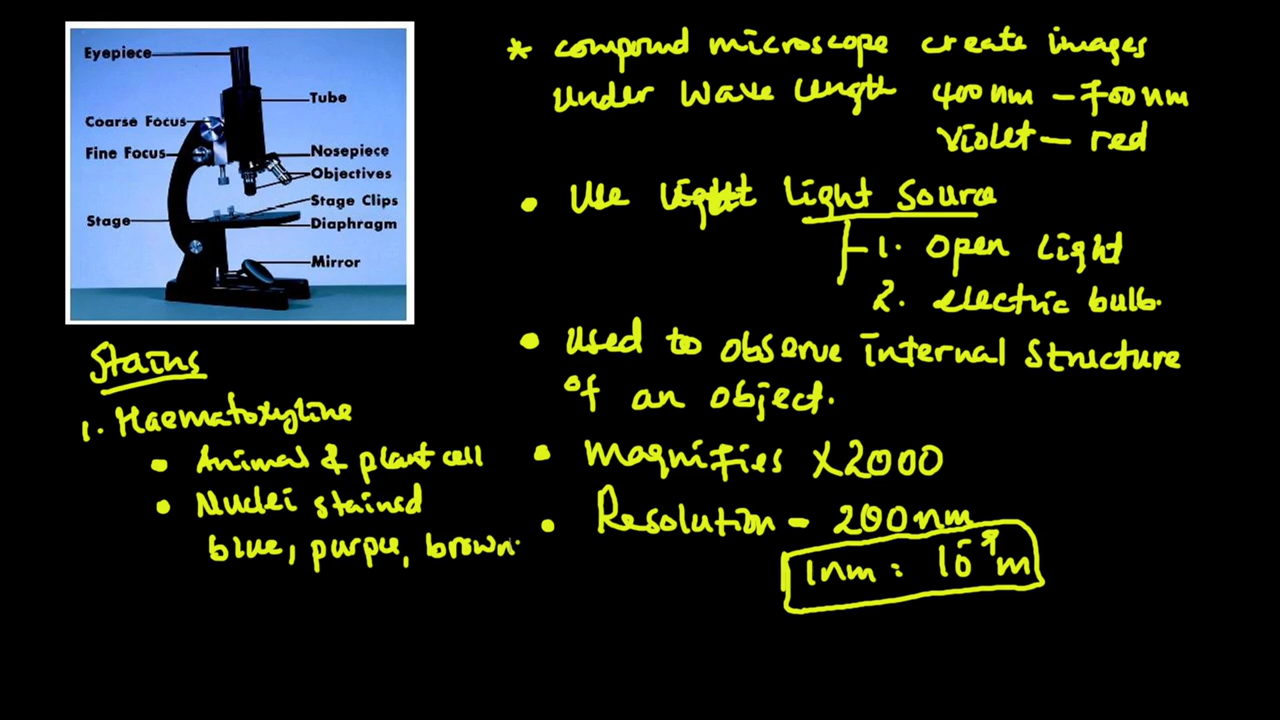 Eyepiece
Tube
Coarse Focus
Fine Focus
Nosepiece
Objectives
Stage Clips
Stage
Diaphragm
Mirror
Stains
1. Haematoxyline
• Animal & plant cell
• Nuclei stained
blue, purple, brown.
* compound microscope create images
under wave length 400nm - 700nm
Violet - red
• Use light source
1. Open light
2. electric bulb.
• Used to observe internal structure
of an object.
• Magnifies X2000
• Resolution - 200nm
1nm : 10⁻⁹m